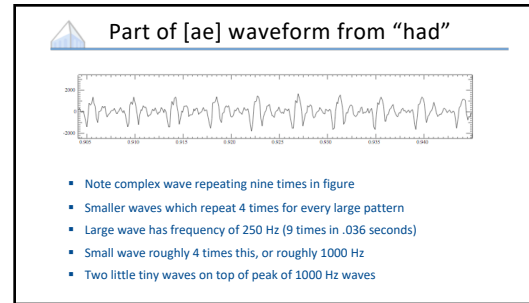 Part of [ae] waveform from “had”
2000
0
-2000
0.905 0.910 0.915 0.920 0.925 0.930 0.935 0.940
Note complex wave repeating nine times in figure
Smaller waves which repeat 4 times for every large pattern
Large wave has frequency of 250 Hz (9 times in .036 seconds)
Small wave roughly 4 times this, or roughly 1000 Hz
Two little tiny waves on top of peak of 1000 Hz waves